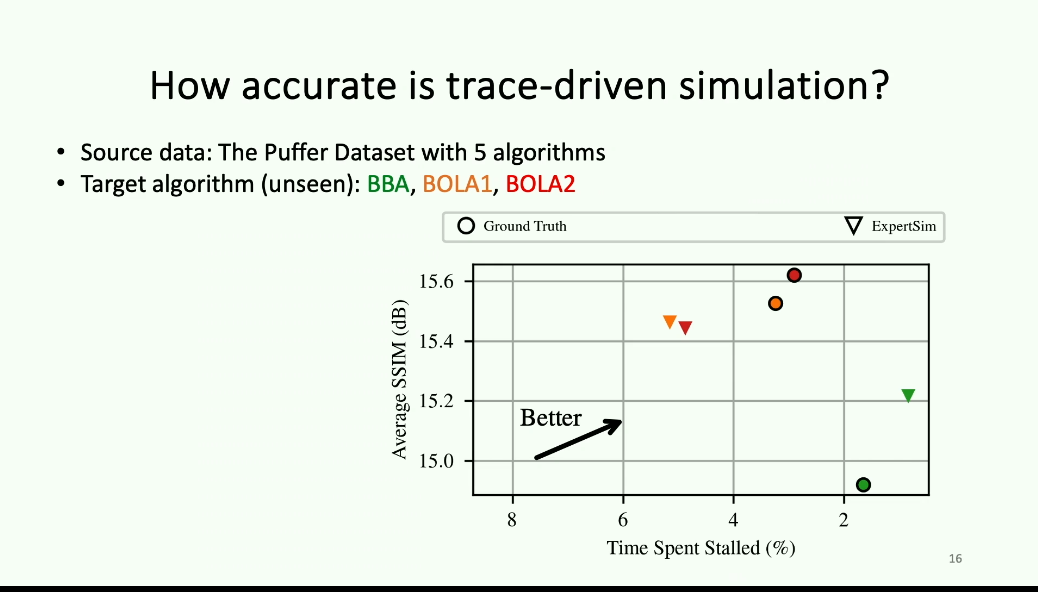 How accurate is trace-driven simulation?
• Source data: The Puffer Dataset with 5 algorithms
• Target algorithm (unseen): BBA, BOLA1, BOLA2
Ground Truth
ExpertSim
Average SSIM (dB)
15.6
15.4
15.2
15.0
Better
8
6
4
2
Time Spent Stalled (%)
16